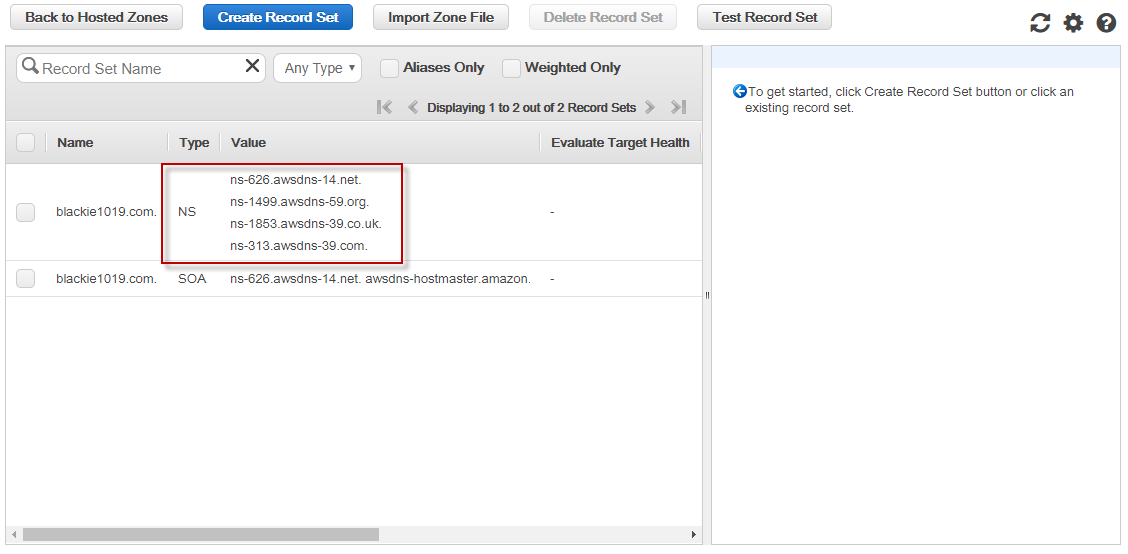 Back to Hosted Zones Create Record Set Import Zone File Delete Record Set Test Record Set
Record Set Name Any Type Aliases Only Weighted Only
Displaying 1 to 2 out of 2 Record Sets
Name Type Value Evaluate Target Health
blackie1019.com. NS
ns-626.awsdns-14.net.
ns-1499.awsdns-59.org.
ns-1853.awsdns-39.co.uk.
ns-313.awsdns-39.com.
-
blackie1019.com. SOA ns-626.awsdns-14.net. awsdns-hostmaster.amazon. -
To get started, click Create Record Set button or click an
existing record set.